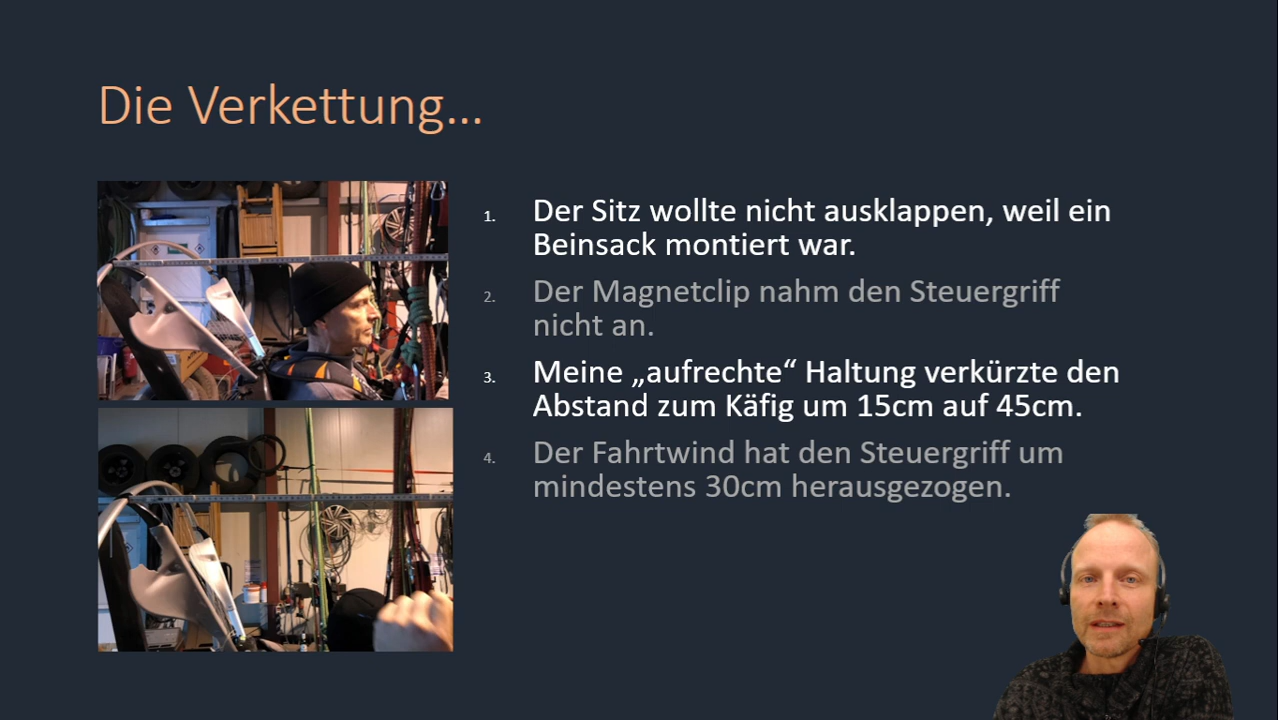 Die Verkettung...
1. Der Sitz wollte nicht ausklappen, weil ein
Beinsack montiert war.
2. Der Magnetclip nahm den Steuergriff
nicht an.
3. Meine „aufrechte“ Haltung verkürzte den
Abstand zum Käfig um 15cm auf 45cm.
4. Der Fahrtwind hat den Steuergriff um
mindestens 30cm herausgezogen.